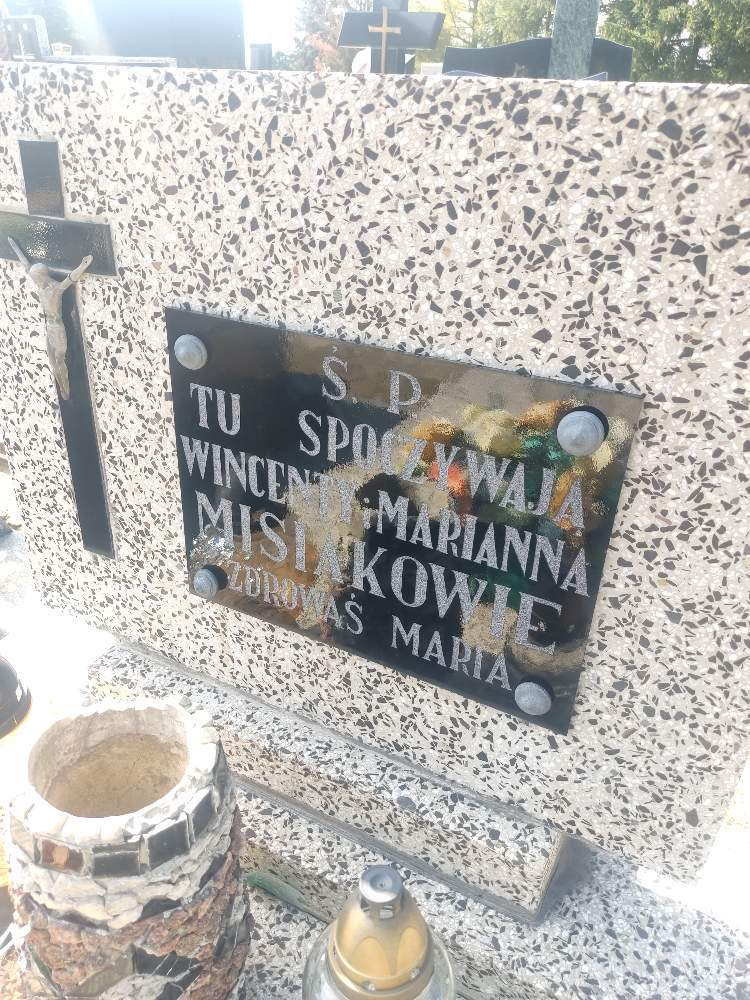 Ś. P.
TU SPOCZYWAJĄ
WINCENTY i MARIANNA
MISIAKOWIE
ZDROWAŚ MARIA